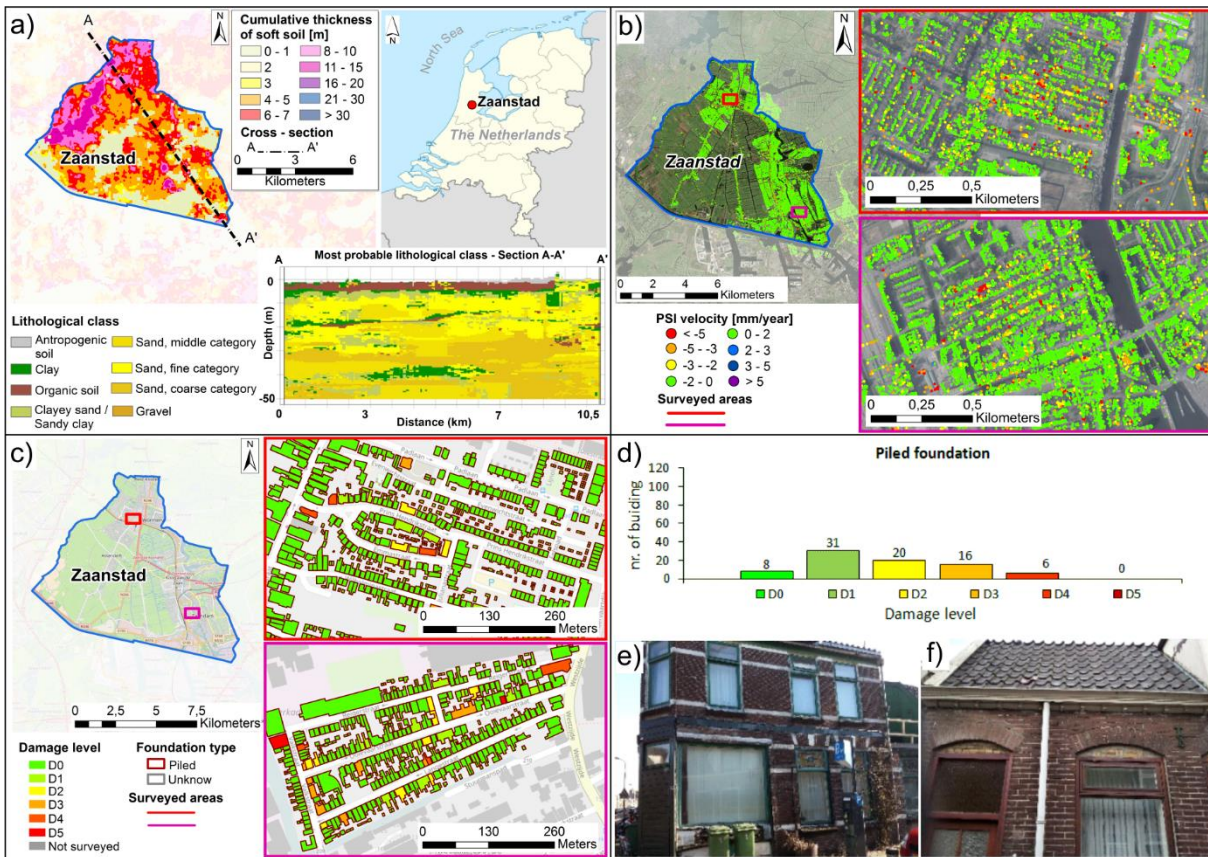 a)
A
N
Cumulative thickness
of soft soil [m]
0 - 1
2
3
4 - 5
6 - 7
8 - 10
11 - 15
16 - 20
21 - 30
> 30
Cross - section
A
A'
0
3
6
Kilometers
Zaanstad
A'
N
North Sea
Zaanstad
The Netherlands
Most probable lithological class - Section A-A'
A
A'
0
-50
Depth (m)
0
3
7
10,5
Distance (km)
Lithological class
Antropogenic
soil
Clay
Organic soil
Clayey sand /
Sandy clay
Sand, middle category
Sand, fine category
Sand, coarse category
Gravel
b)
N
Zaanstad
0 1 2 4 6
Kilometers
PSI velocity [mm/year]
< -5
-5 - -3
-3 - -2
-2 - 0
0 - 2
2 - 3
3 - 5
> 5
Surveyed areas
0 0,25 0,5
Kilometers
0 0,25 0,5
Kilometers
c)
N
Zaanstad
0 2,5 5 7,5
Kilometers
Damage level
D0
D1
D2
D3
D4
D5
Not surveyed
Foundation type
Piled
Unknow
Surveyed areas
Padlaan
Padlaan
Prins Hendrikstraat
0 130 260
Meters
Westzijde
Westzijde
0 130 260
Meters
d)
Piled foundation
nr. of buiding
120
100
80
60
40
20
0
8
31
20
16
6
0
D0
D1
D2
D3
D4
D5
Damage level
e)
f)